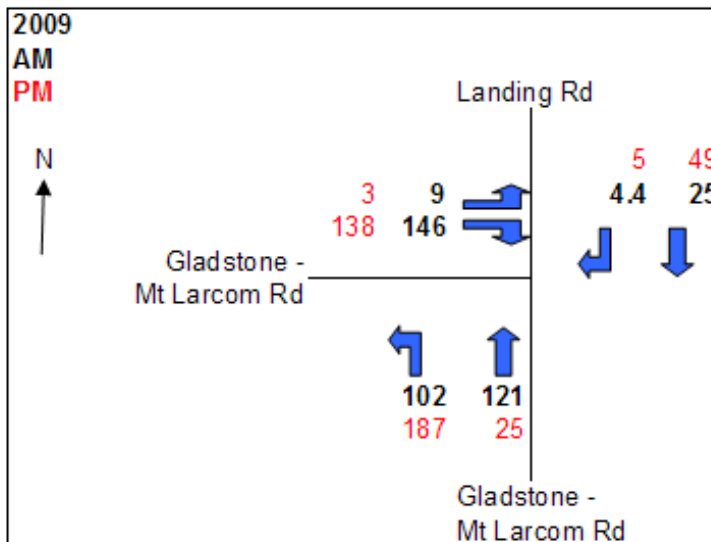 2009
AM
PM
Landing Rd
N
5 49
3 9 4.4 25
138 146
Gladstone -
Mt Larcom Rd
102 121
187 25
Gladstone -
Mt Larcom Rd